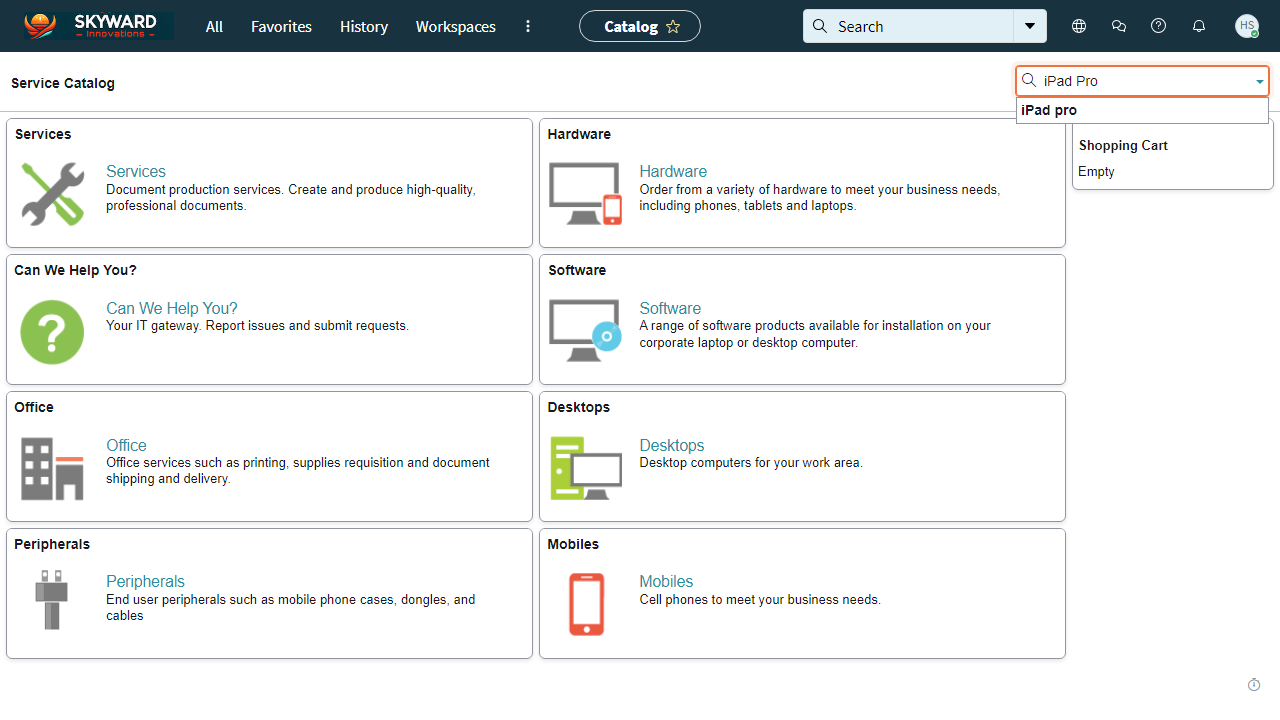 SKYWARD
Innovations
All
Favorites
History
Workspaces
Catalog
Search
HS
Service Catalog
iPad Pro
iPad pro
Services
Services
Document production services. Create and produce high-quality,
professional documents.
Hardware
Hardware
Order from a variety of hardware to meet your business needs,
including phones, tablets and laptops.
Shopping Cart
Empty
Can We Help You?
Can We Help You?
Your IT gateway. Report issues and submit requests.
Software
Software
A range of software products available for installation on your
corporate laptop or desktop computer.
Office
Office
Office services such as printing, supplies requisition and document
shipping and delivery.
Desktops
Desktops
Desktop computers for your work area.
Peripherals
Peripherals
End user peripherals such as mobile phone cases, dongles, and
cables
Mobiles
Mobiles
Cell phones to meet your business needs.